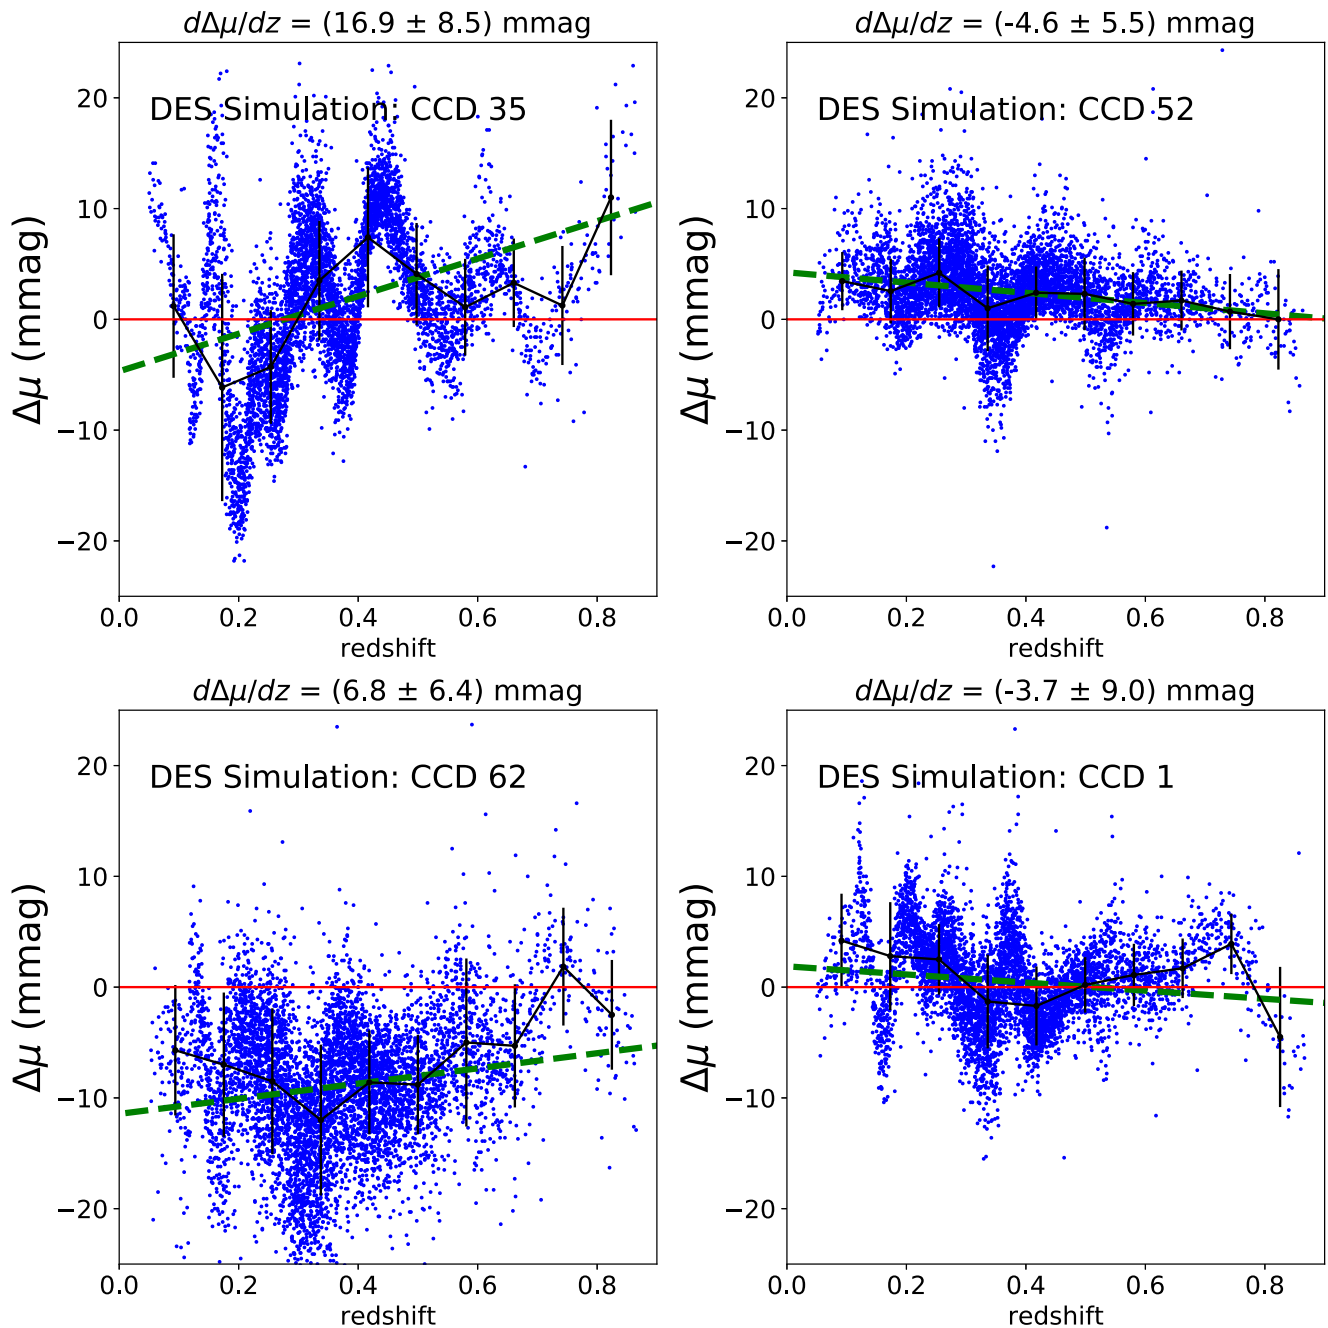 dΔμ/dz = (16.9 ± 8.5) mmag
DES Simulation: CCD 35
Δμ (mmag)
20
10
0
−10
−20
0.0 0.2 0.4 0.6 0.8
redshift
dΔμ/dz = (-4.6 ± 5.5) mmag
DES Simulation: CCD 52
Δμ (mmag)
20
10
0
−10
−20
0.0 0.2 0.4 0.6 0.8
redshift
dΔμ/dz = (6.8 ± 6.4) mmag
DES Simulation: CCD 62
Δμ (mmag)
20
10
0
−10
−20
0.0 0.2 0.4 0.6 0.8
redshift
dΔμ/dz = (-3.7 ± 9.0) mmag
DES Simulation: CCD 1
Δμ (mmag)
20
10
0
−10
−20
0.0 0.2 0.4 0.6 0.8
redshift